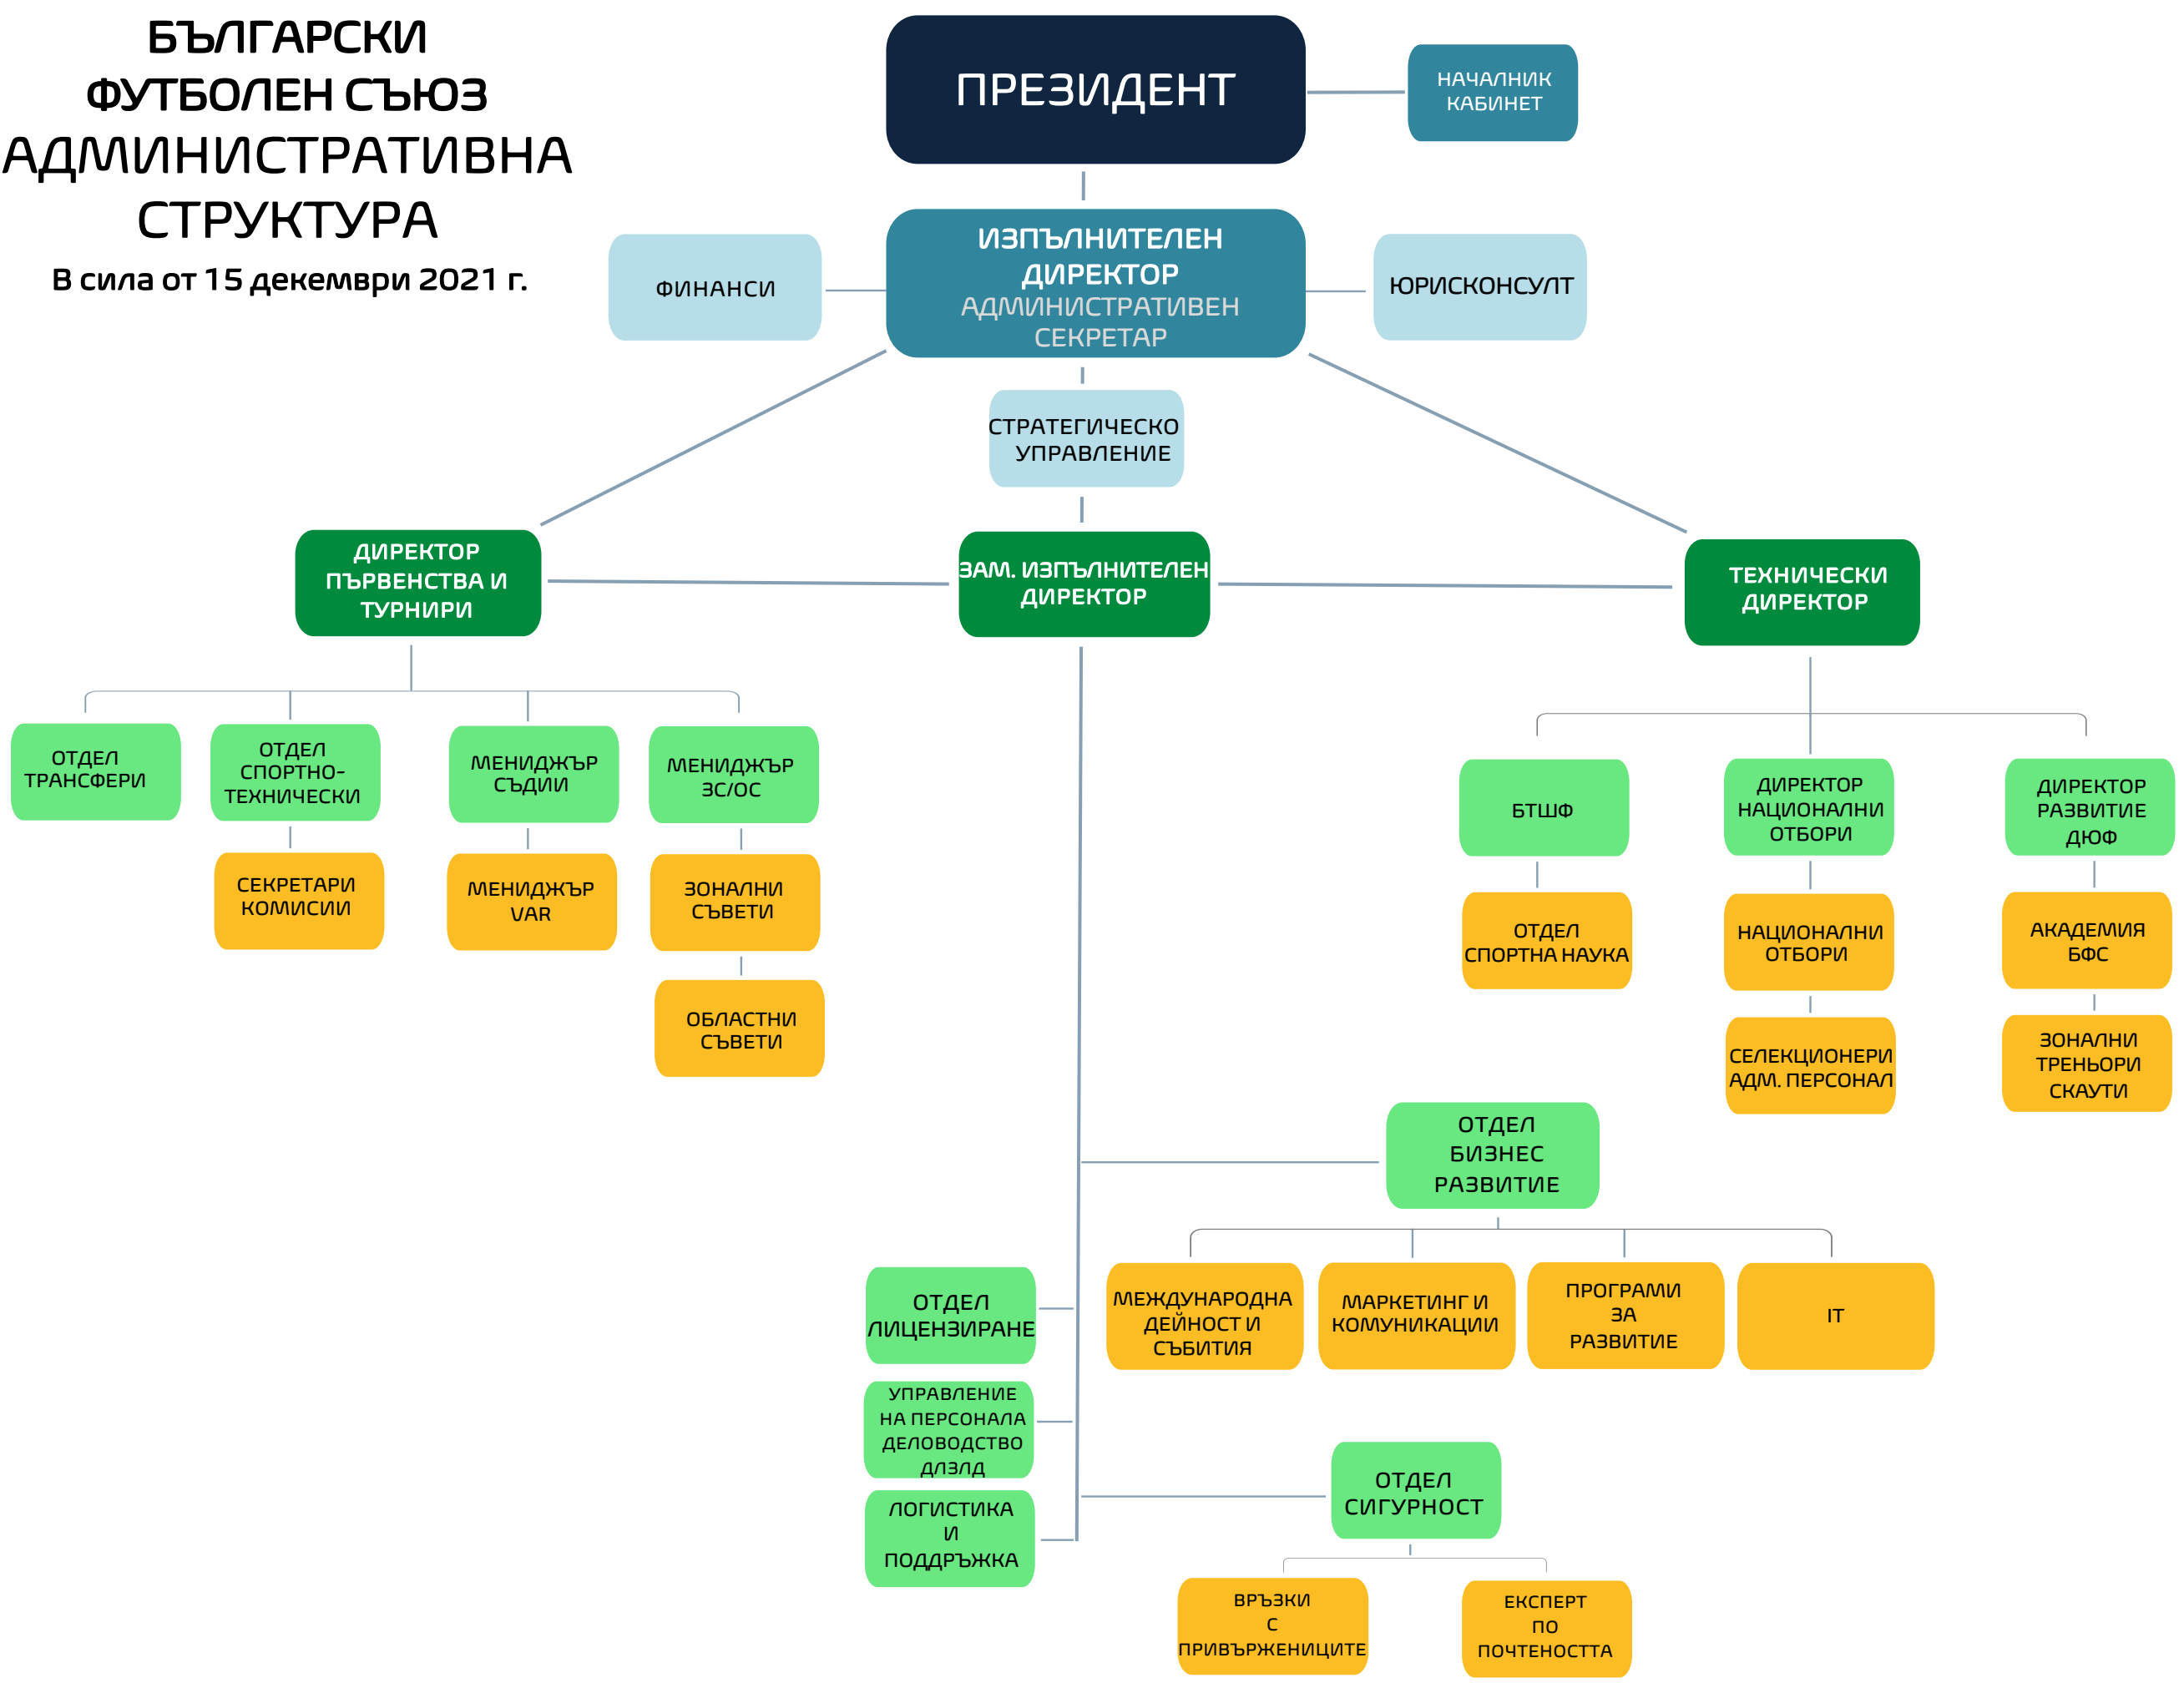 БЪЛГАРСКИ
ФУТБОЛЕН СЪЮЗ
АДМИНИСТРАТИВНА
СТРУКТУРА
В сила от 15 декември 2021 г.
ПРЕЗИДЕНТ
НАЧАЛНИК
КАБИНЕТ
ФИНАНСИ
ИЗПЪЛНИТЕЛЕН
ДИРЕКТОР
АДМИНИСТРАТИВЕН
СЕКРЕТАР
ЮРИСКОНСУЛТ
СТРАТЕГИЧЕСКО
УПРАВЛЕНИЕ
ДИРЕКТОР
ПЪРВЕНСТВА И
ТУРНИРИ
ЗАМ. ИЗПЪЛНИТЕЛЕН
ДИРЕКТОР
ТЕХНИЧЕСКИ
ДИРЕКТОР
ОТДЕЛ
ТРАНСФЕРИ
ОТДЕЛ
СПОРТНО-
ТЕХНИЧЕСКИ
МЕНИДЖЪР
СЪДИИ
МЕНИДЖЪР
ЗС/ОС
СЕКРЕТАРИ
КОМИСИИ
МЕНИДЖЪР
VAR
ЗОНАЛНИ
СЪВЕТИ
ОБЛАСТНИ
СЪВЕТИ
БТШФ
ДИРЕКТОР
НАЦИОНАЛНИ
ОТБОРИ
ДИРЕКТОР
РАЗВИТИЕ
ДЮФ
ОТДЕЛ
СПОРТНА НАУКА
НАЦИОНАЛНИ
ОТБОРИ
АКАДЕМИЯ
БФС
СЕЛЕКЦИОНЕРИ
АДМ. ПЕРСОНАЛ
ЗОНАЛНИ
ТРЕНЬОРИ
СКАУТИ
ОТДЕЛ
БИЗНЕС
РАЗВИТИЕ
МЕЖДУНАРОДНА
ДЕЙНОСТ И
СЪБИТИЯ
МАРКЕТИНГ И
КОМУНИКАЦИИ
ПРОГРАМИ
ЗА
РАЗВИТИЕ
IT
ОТДЕЛ
ЛИЦЕНЗИРАНЕ
УПРАВЛЕНИЕ
НА ПЕРСОНАЛА
ДЕЛОВОДСТВО
ДЛЗЛД
ЛОГИСТИКА
И
ПОДДРЪЖКА
ОТДЕЛ
СИГУРНОСТ
ВРЪЗКИ
С
ПРИВЪРЖЕНИЦИТЕ
ЕКСПЕРТ
ПО
ПОЧТЕНОСТТА